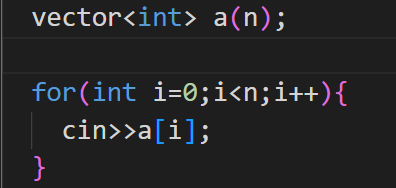 vector<int> a(n);
for(int i=0;i<n;i++){
cin>>a[i];
}